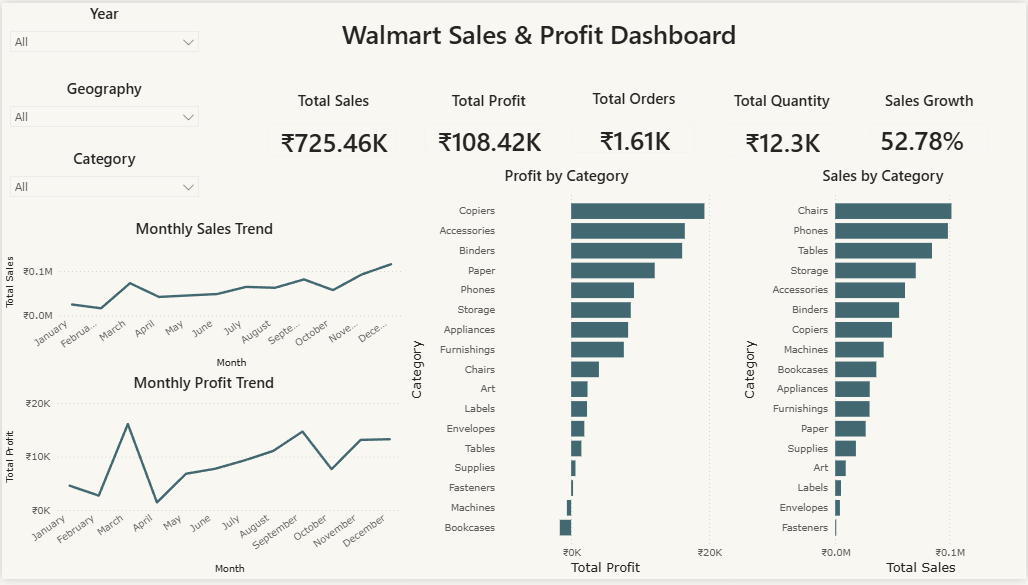 Year
All
Geography
All
Category
All
Walmart Sales & Profit Dashboard
Total Sales
₹725.46K
Total Profit
₹108.42K
Total Orders
₹1.61K
Total Quantity
₹12.3K
Sales Growth
52.78%
Monthly Sales Trend
Total Sales
₹0.1M
₹0.0M
January
Februa...
March
April
May
June
July
August
Septe...
October
Nove...
Dece...
Month
Monthly Profit Trend
Total Profit
₹20K
₹10K
₹0K
January
February
March
April
May
June
July
August
September
October
November
December
Month
Profit by Category
Category
Copiers
Accessories
Binders
Paper
Phones
Storage
Appliances
Furnishings
Chairs
Art
Labels
Envelopes
Tables
Supplies
Fasteners
Machines
Bookcases
₹0K
₹20K
Total Profit
Sales by Category
Category
Chairs
Phones
Tables
Storage
Accessories
Binders
Copiers
Machines
Bookcases
Appliances
Furnishings
Paper
Supplies
Art
Labels
Envelopes
Fasteners
₹0.0M
₹0.1M
Total Sales